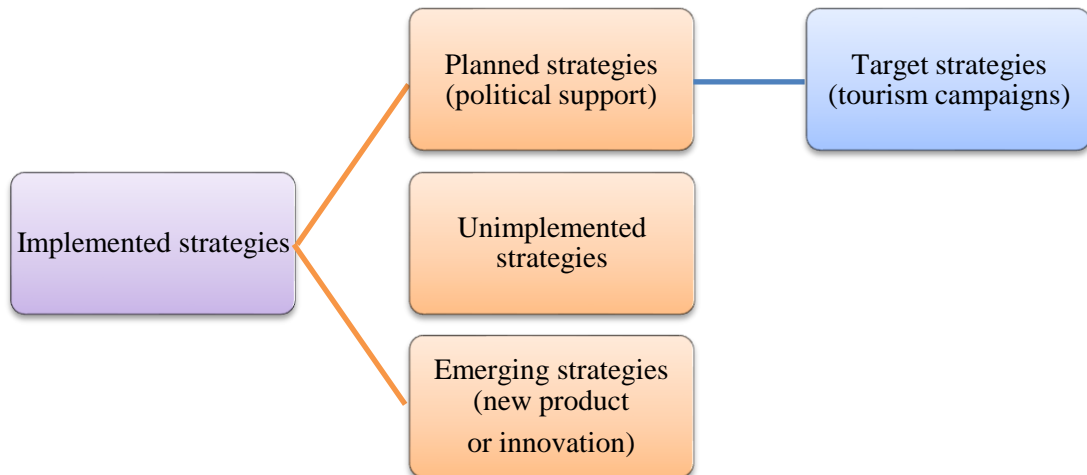 Planned strategies
(political support)
Target strategies
(tourism campaigns)
Implemented strategies
Unimplemented
strategies
Emerging strategies
(new product
or innovation)